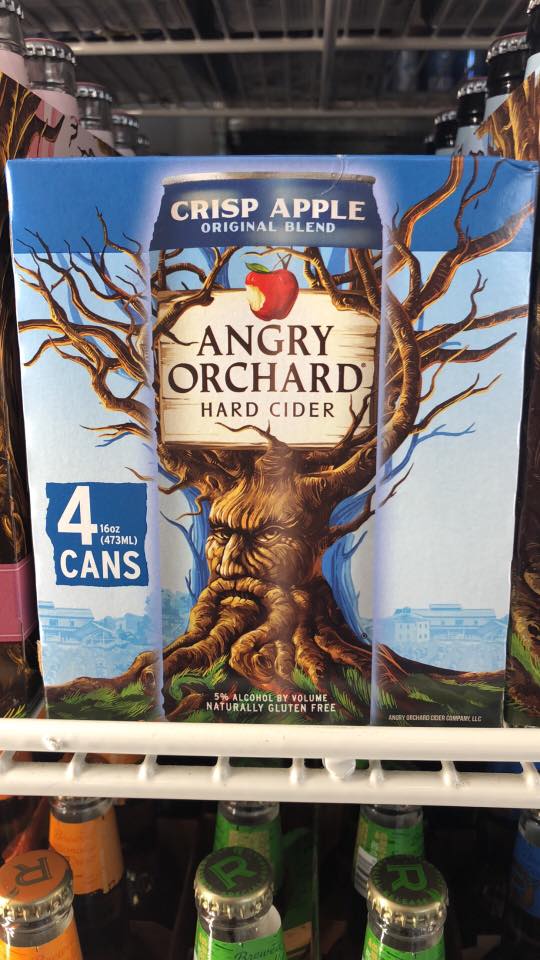 CRISP APPLE
ORIGINAL BLEND
ANGRY
ORCHARD
HARD CIDER
4
16oz
(473ML)
CANS
5% ALCOHOL BY VOLUME
NATURALLY GLUTEN FREE
ANGRY ORCHARD CIDER COMPANY, LLC
R
R
R